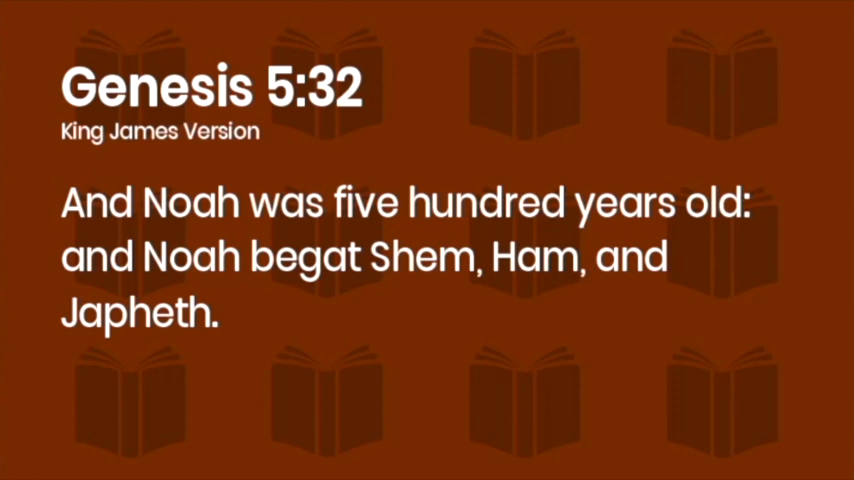 Genesis 5:32
King James Version
And Noah was five hundred years old:
and Noah begat Shem, Ham, and
Japheth.